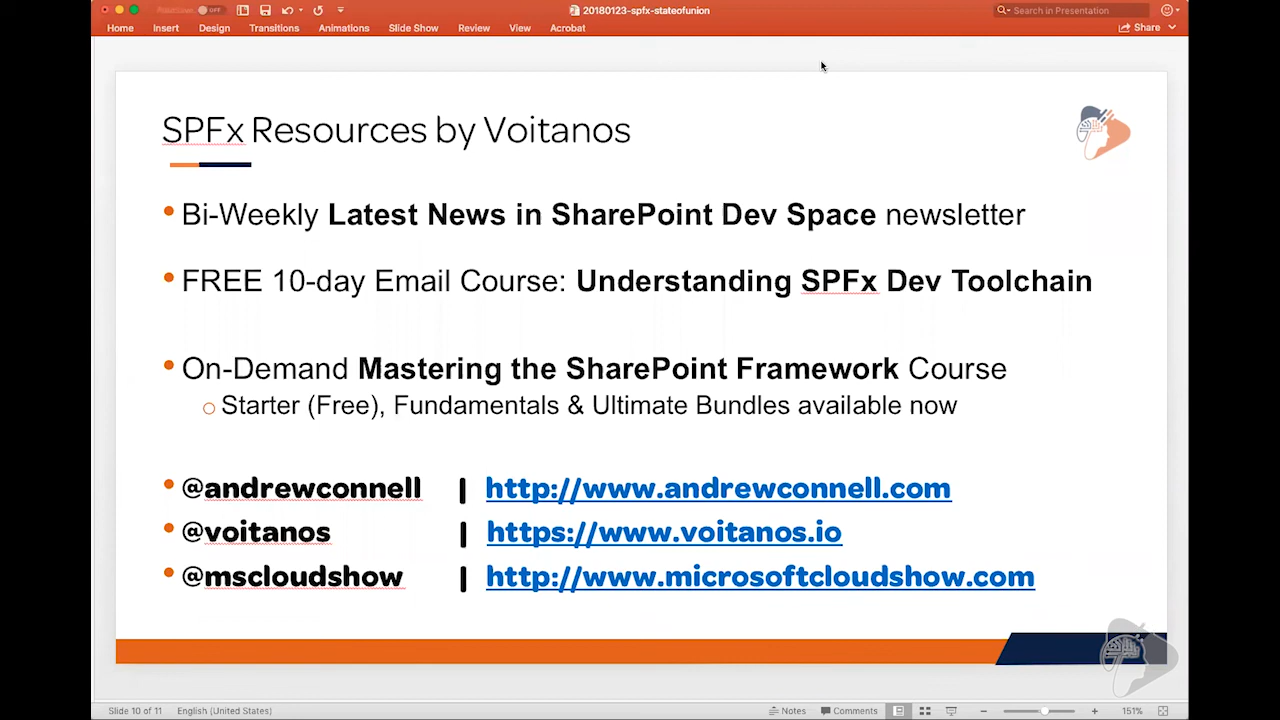 AutoSave OFF
20180123-spfx-stateofunion
Search in Presentation
Home Insert Design Transitions Animations Slide Show Review View Acrobat
Share
SPFx Resources by Voitanos
• Bi-Weekly Latest News in SharePoint Dev Space newsletter
• FREE 10-day Email Course: Understanding SPFx Dev Toolchain
• On-Demand Mastering the SharePoint Framework Course
○ Starter (Free), Fundamentals & Ultimate Bundles available now
• @andrewconnell | http://www.andrewconnell.com
• @voitanos | https://www.voitanos.io
• @mscloudshow | http://www.microsoftcloudshow.com
Slide 10 of 11 English (United States) Notes Comments 151%